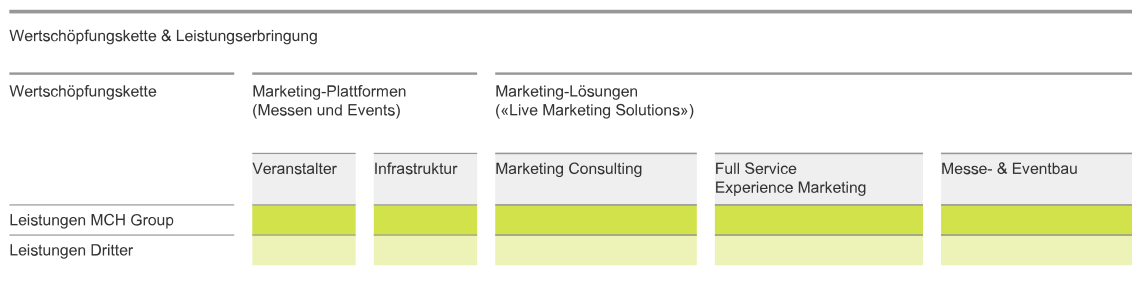 Wertschöpfungskette & Leistungserbringung
Wertschöpfungskette
Marketing-Plattformen
(Messen und Events)
Marketing-Lösungen
(«Live Marketing Solutions»)
Veranstalter
Infrastruktur
Marketing Consulting
Full Service
Experience Marketing
Messe- & Eventbau
Leistungen MCH Group
Leistungen Dritter